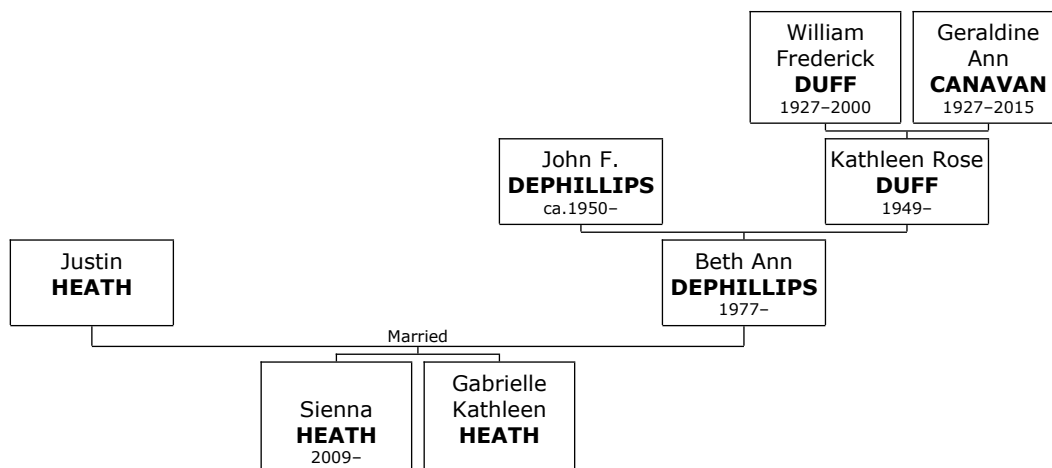 William
Frederick
DUFF
1927–2000
Geraldine
Ann
CANAVAN
1927–2015
John F.
DEPHILLIPS
ca.1950–
Kathleen Rose
DUFF
1949–
Justin
HEATH
Beth Ann
DEPHILLIPS
1977–
Married
Sienna
HEATH
2009–
Gabrielle
Kathleen
HEATH